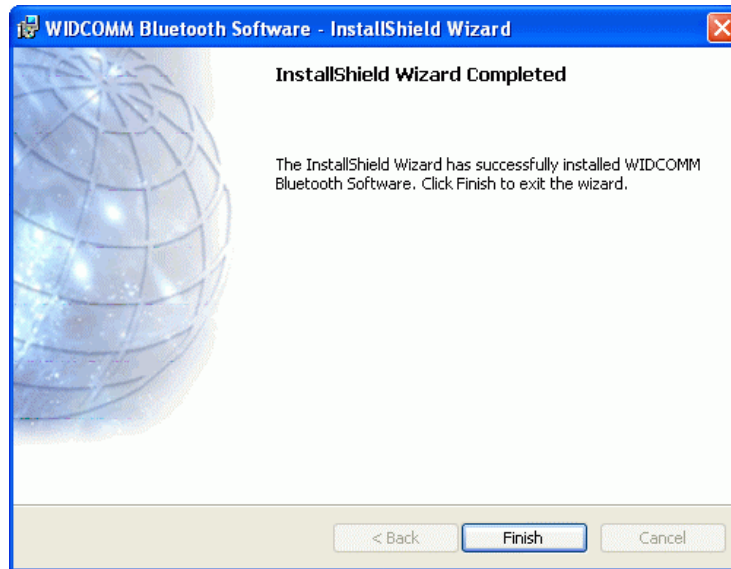 WIDCOMM Bluetooth Software - InstallShield Wizard
InstallShield Wizard Completed
The InstallShield Wizard has successfully installed WIDCOMM
Bluetooth Software. Click Finish to exit the wizard.
< Back
Finish
Cancel